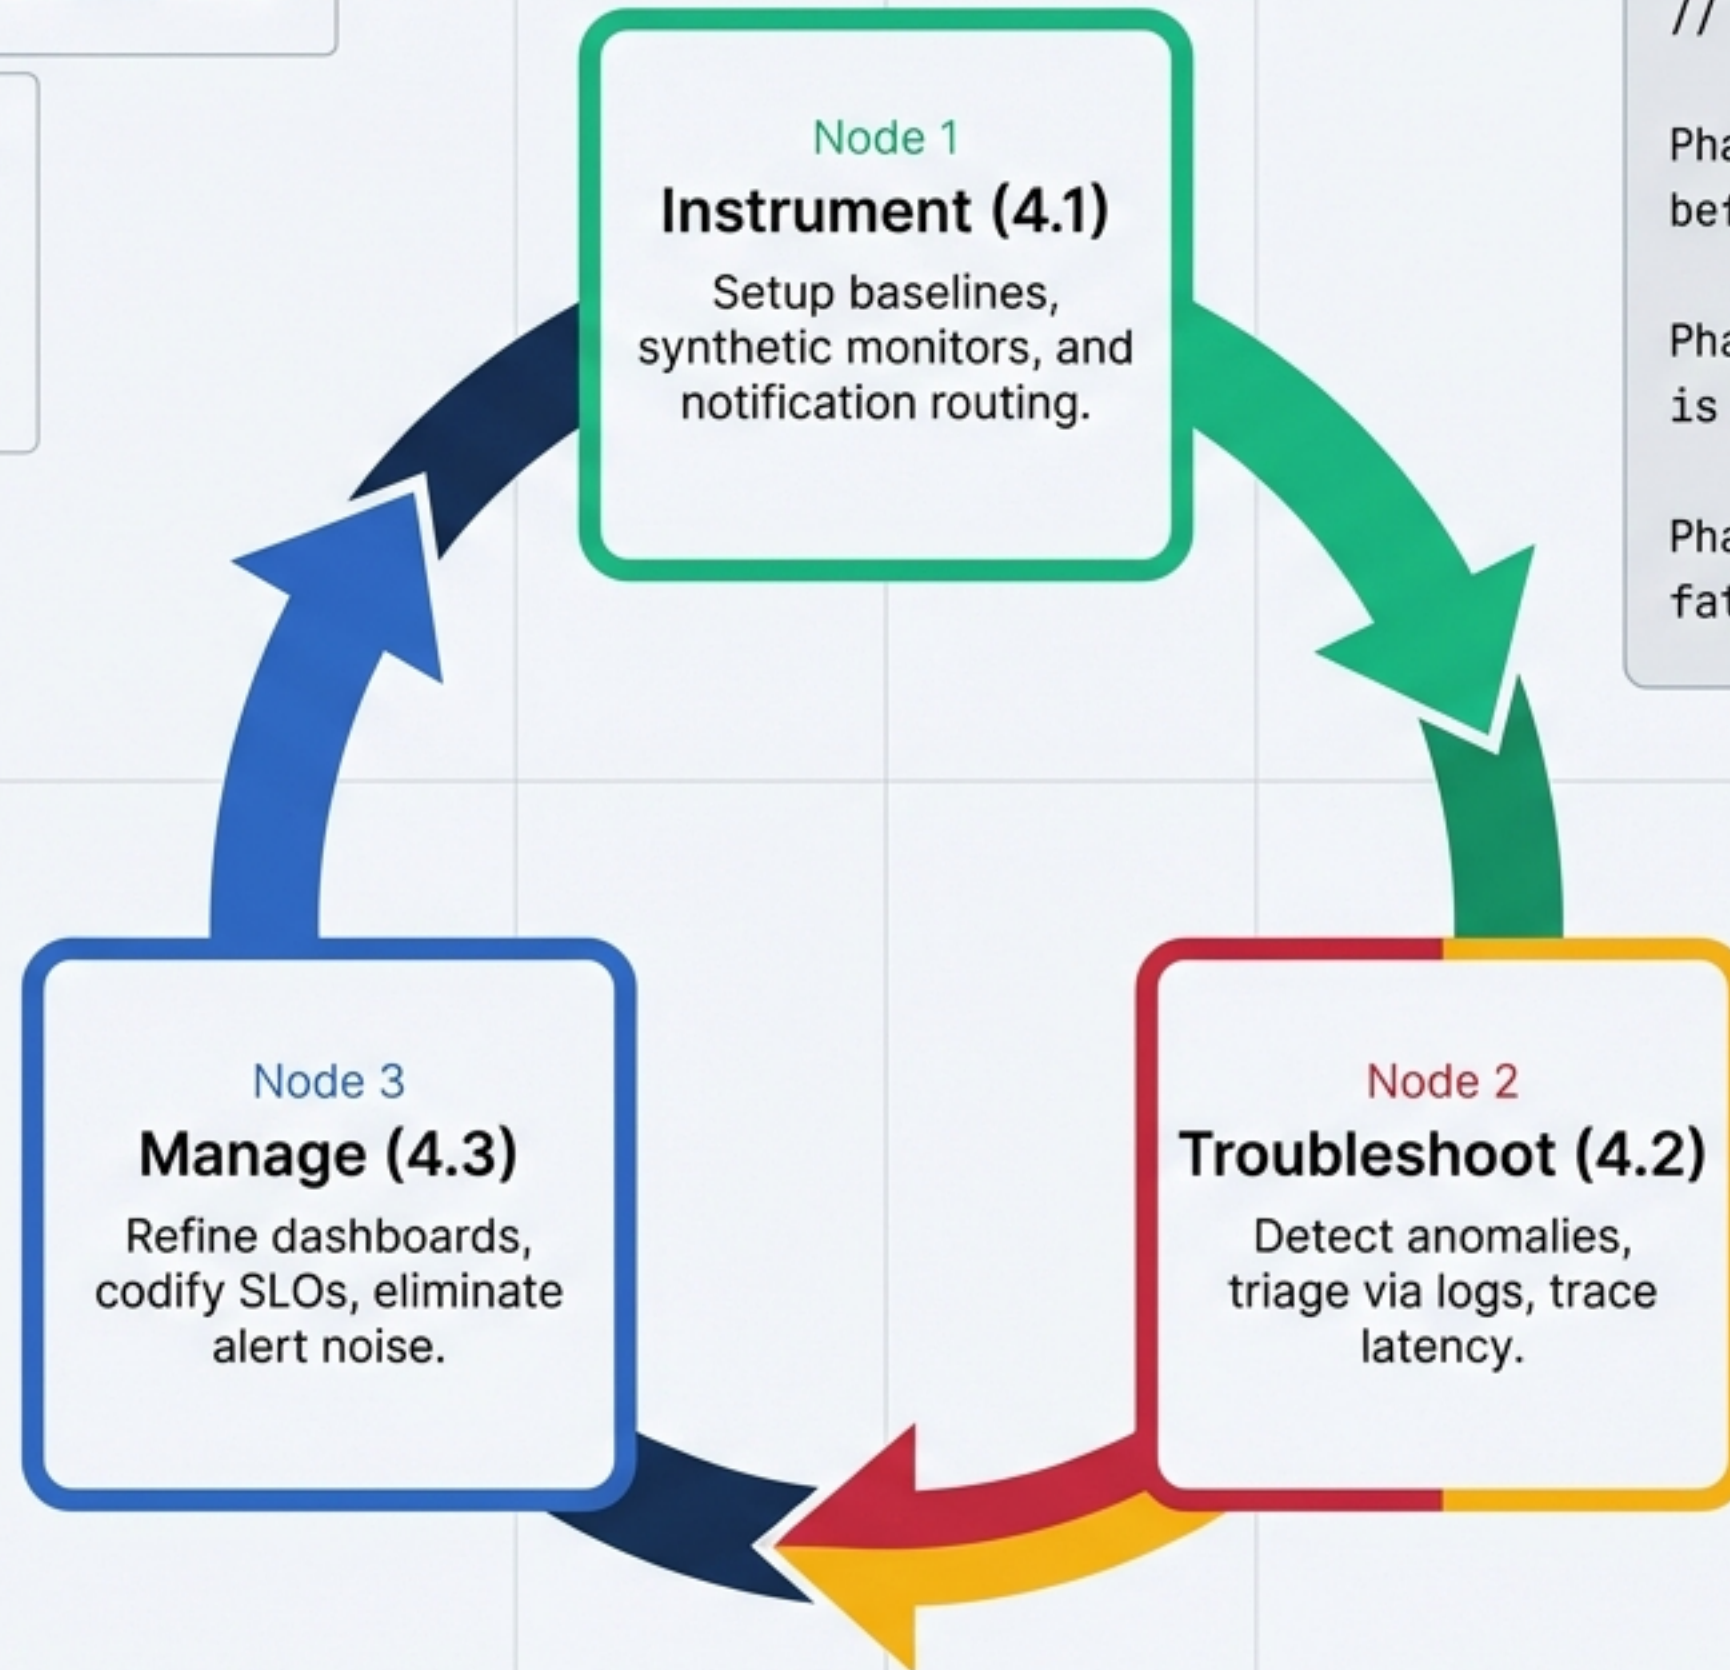 Node 1
Instrument (4.1)
Setup baselines,
synthetic monitors, and
notification routing.
//
is
Node 3
Manage (4.3)
Refine dashboards,
codify SLOs, eliminate
alert noise.
Node 2
Troubleshoot (4.2)
Detect anomalies,
triage via logs, trace
latency.